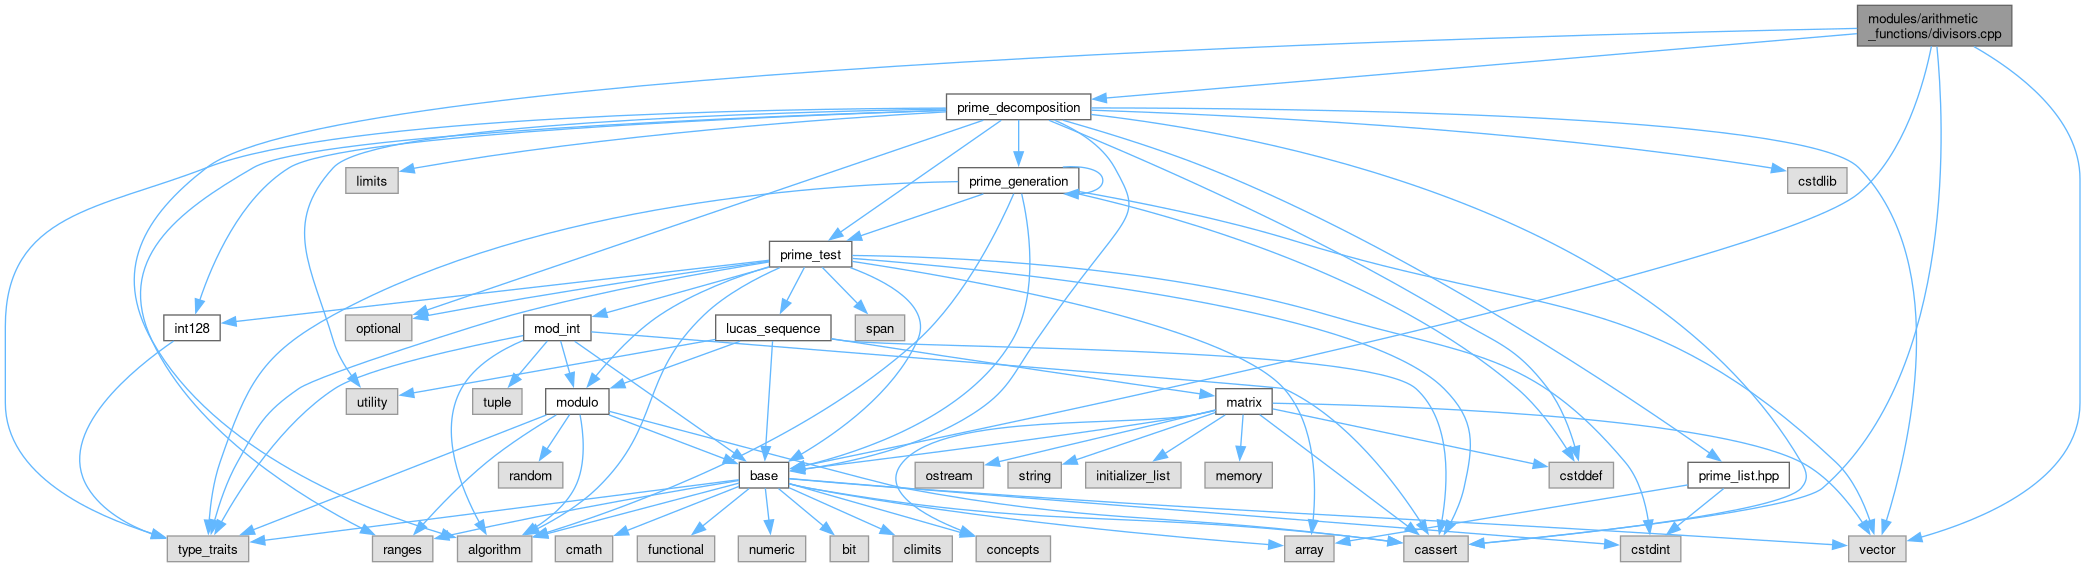 modules/arithmetic
_functions/divisors.cpp
prime_decomposition
limits
prime_generation
cstdlib
prime_test
int128
optional
mod_int
lucas_sequence
span
utility
tuple
modulo
matrix
random
base
ostream
string
initializer_list
memory
cstddef
prime_list.hpp
type_traits
ranges
algorithm
cmath
functional
numeric
bit
climits
concepts
array
cassert
cstdint
vector